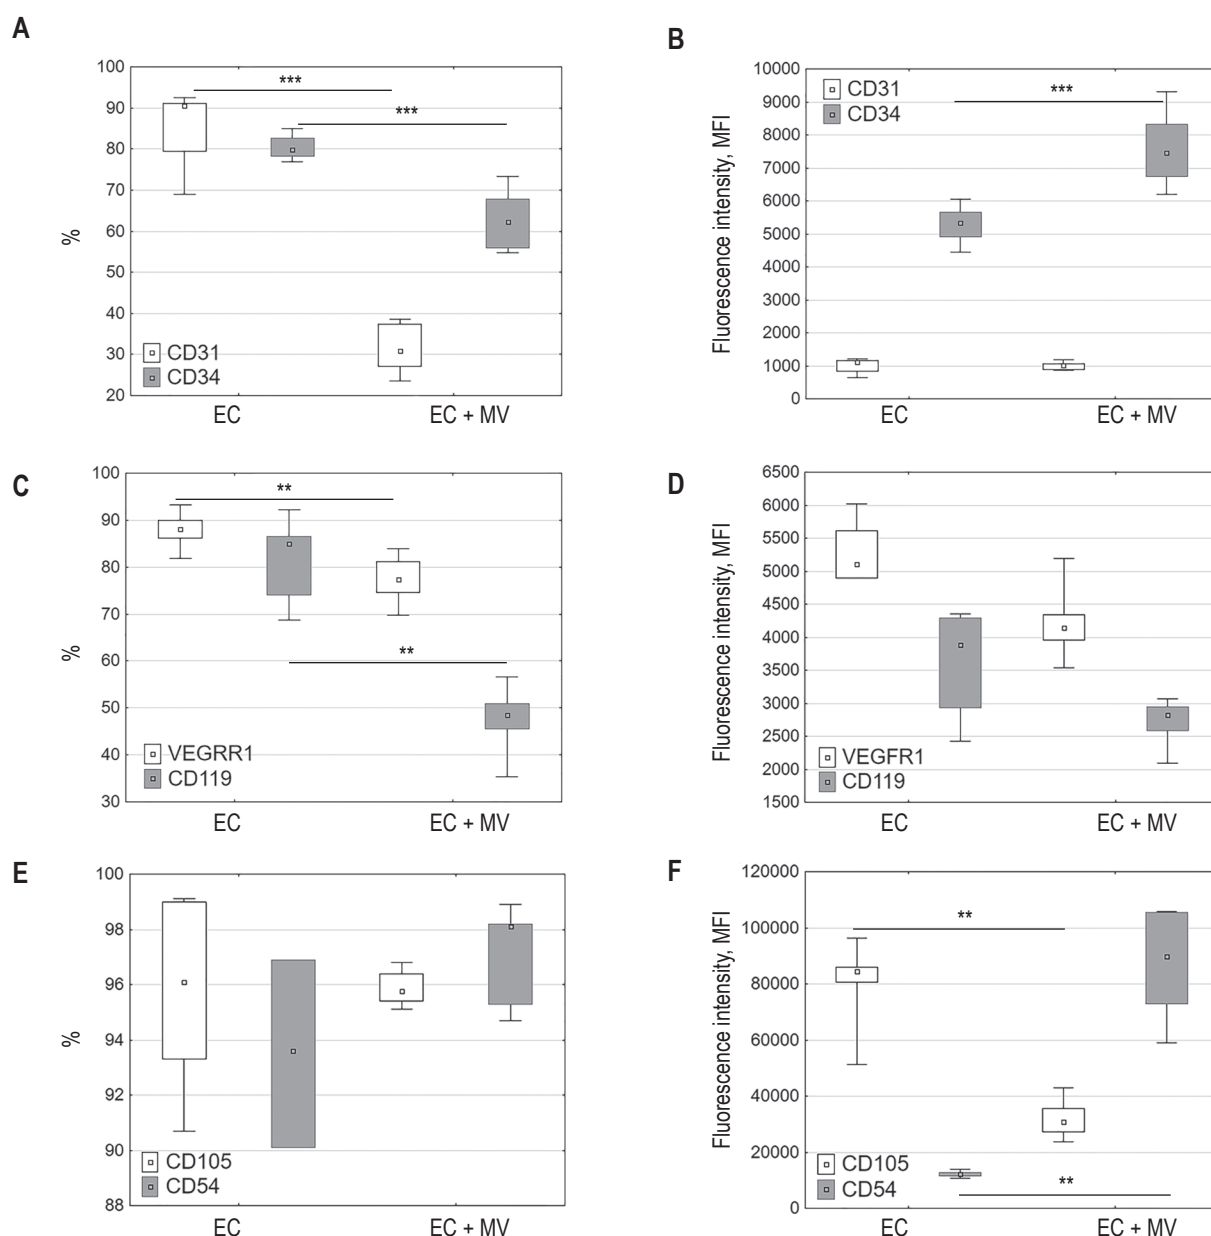 A
100
90
80
70
60
50
40
30
20
%
***
***
CD31
CD34
EC
EC + MV
B
10000
9000
8000
7000
6000
5000
4000
3000
2000
1000
0
Fluorescence intensity, MFI
CD31
CD34
***
EC
EC + MV
C
100
90
80
70
60
50
40
30
%
**
**
VEGRR1
CD119
EC
EC + MV
D
6500
6000
5500
5000
4500
4000
3500
3000
2500
2000
1500
Fluorescence intensity, MFI
VEGFR1
CD119
EC
EC + MV
E
100
98
96
94
92
90
88
%
CD105
CD54
EC
EC + MV
F
120000
100000
80000
60000
40000
20000
0
Fluorescence intensity, MFI
**
CD105
CD54
**
EC
EC + MV